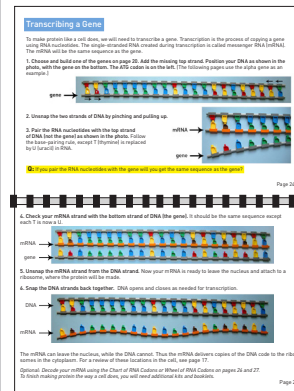 Transcribing a Gene
To make protein like a cell does, we will need to transcribe a gene. Transcription is the process of copying a gene
using RNA nucleotides. The single-stranded RNA created during transcription is called messenger RNA (mRNA).
The mRNA will be the same sequence as the gene.
1. Choose and build one of the genes on page 20. Add the missing top strand. Position your DNA as shown in the
photo, with the gene on the bottom. The ATG codon is on the left. (The following pages use the alpha gene as an
example.)
gene
2. Unsnap the two strands of DNA by pinching and pulling up.
3. Pair the RNA nucleotides with the top strand
of DNA (not the gene) as shown in the photo. Follow
the base-pairing rule, except T (thymine) is replaced
by U (uracil) in RNA.
mRNA
gene
Q: If you pair the RNA nucleotides with the gene will you get the same sequence as the gene?
Page 24
4. Check your mRNA strand with the bottom strand of DNA (the gene). It should be the same sequence except
each T is now a U.
mRNA
gene
5. Unsnap the mRNA strand from the DNA strand. Now your mRNA is ready to leave the nucleus and attach to a
ribosome, where the protein will be made.
6. Snap the DNA strands back together. DNA opens and closes as needed for transcription.
DNA
mRNA
The mRNA can leave the nucleus, while the DNA cannot. Thus the mRNA delivers copies of the DNA code to the ribo
somes in the cytoplasm. For a review of these locations in the cell, see page 17.
Optional: Decode your mRNA using the Chart of RNA Codons or Wheel of RNA Codons on pages 26 and 27.
To finish making protein the way a cell does, you will need additional kits and booklets.
Page